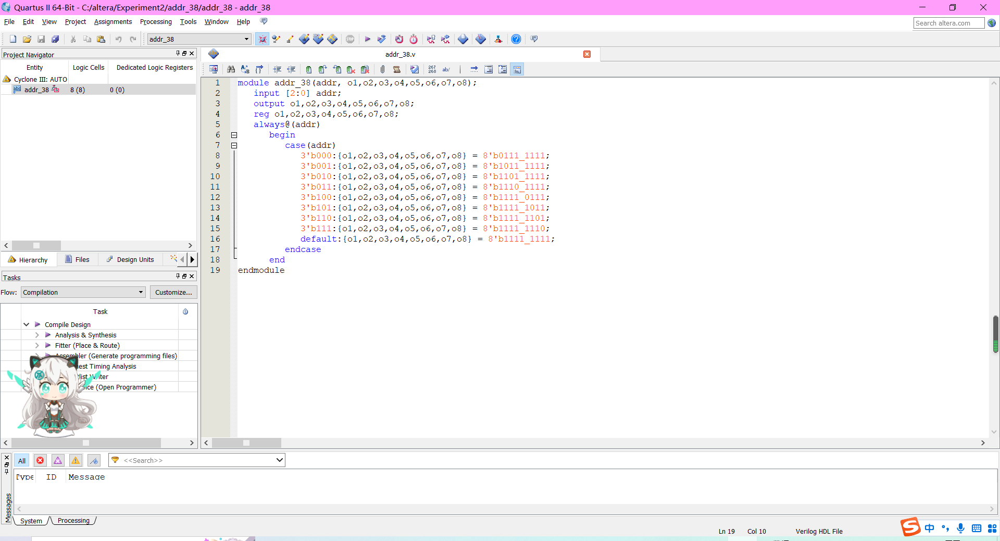 Quartus II 64-Bit - C:/altera/Experiment2/addr_38/addr_38 - addr_38
File Edit View Project Assignments Processing Tools Window Help
Search altera.com
addr_38
Project Navigator
Entity Logic Cells Dedicated Logic Registers
Cyclone III: AUTO
addr_38 8 (8) 0 (0)
Hierarchy Files Design Units
Tasks
Flow: Compilation Customize...
Task
Compile Design
Analysis & Synthesis
Fitter (Place & Route)
Assembler (Generate programming files)
Timing Analysis
Writer
(Open Programmer)
addr_38.v
267
268
ab/
1 module addr_38(addr, o1,o2,o3,o4,o5,o6,o7,o8);
2 input [2:0] addr;
3 output o1,o2,o3,o4,o5,o6,o7,o8;
4 reg o1,o2,o3,o4,o5,o6,o7,o8;
5 always@(addr)
6 begin
7 case(addr)
8 3'b000:{o1,o2,o3,o4,o5,o6,o7,o8} = 8'b0111_1111;
9 3'b001:{o1,o2,o3,o4,o5,o6,o7,o8} = 8'b1011_1111;
10 3'b010:{o1,o2,o3,o4,o5,o6,o7,o8} = 8'b1101_1111;
11 3'b011:{o1,o2,o3,o4,o5,o6,o7,o8} = 8'b1110_1111;
12 3'b100:{o1,o2,o3,o4,o5,o6,o7,o8} = 8'b1111_0111;
13 3'b101:{o1,o2,o3,o4,o5,o6,o7,o8} = 8'b1111_1011;
14 3'b110:{o1,o2,o3,o4,o5,o6,o7,o8} = 8'b1111_1101;
15 3'b111:{o1,o2,o3,o4,o5,o6,o7,o8} = 8'b1111_1110;
16 default:{o1,o2,o3,o4,o5,o6,o7,o8} = 8'b1111_1111;
17 endcase
18 end
19 endmodule
All <<Search>>
Type ID Message
Messages
System Processing
Ln 19 Col 10 Verilog HDL File
中